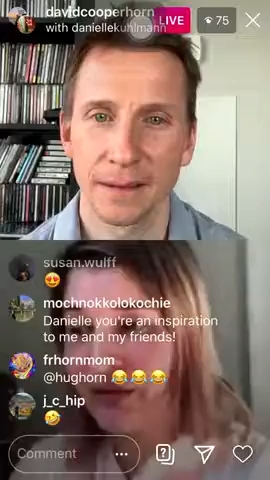 davidcooperhorn
LIVE
75
with daniellekuhlmann
susan.wulff
😍
mochnokkolokochie
Danielle you're an inspiration
to me and my friends!
frhornmom
@hughorn 😂😂😂
j_c_hip
🤣
Comment